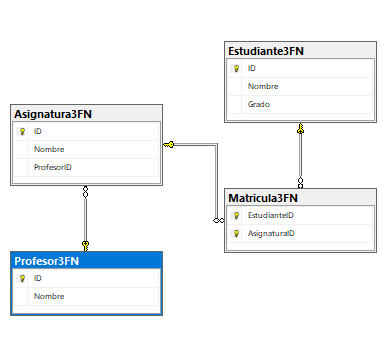 Estudiante3FN
ID
Nombre
Grado
Asignatura3FN
ID
Nombre
ProfesorID
Matricula3FN
EstudianteID
AsignaturaID
Profesor3FN
ID
Nombre